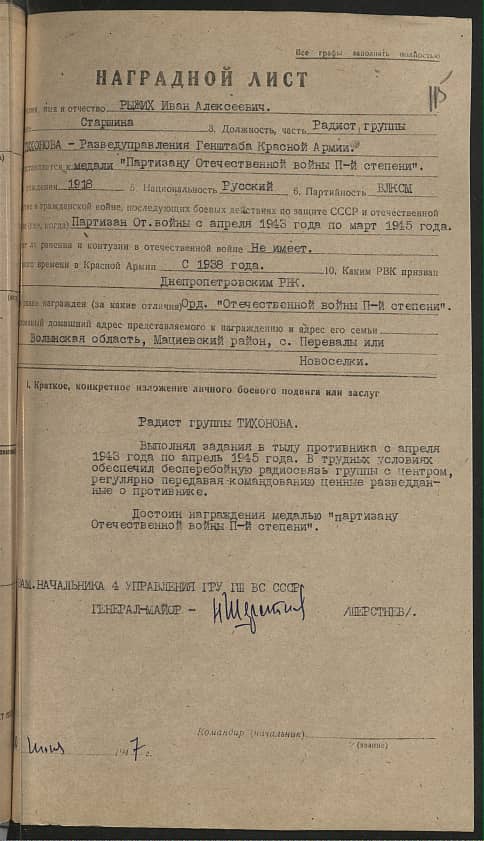 Все графы заполнять полностью
НАГРАДНОЙ ЛИСТ
115
имя и отчество РЫЖИХ Иван Алексеевич.
Старшина 3. Должность, часть Радист группы
ТИХОНОВА - Разведуправления Генштаба Красной Армии.
к медали "Партизану Отечественной войны П-й степени".
рождения 1918 5. Национальность Русский 6. Партийность ВЛКСМ
гражданской войне, последующих боевых действиях по защите СССР и отечественной
когда) Партизан От.войны с апреля 1943 года по март 1945 года.
ранения и контузии в отечественной войне Не имеет.
времени в Красной Армии С 1938 года. 10. Каким РВК призван
Днепропетровским РВК.
награжден (за какие отличия) Орд. "Отечественной войны П-й степени".
домашний адрес представляемого к награждению и адрес его семьи
Волынская область, Мациевский район, с. Перевалы или
Новоселки.
1. Краткое, конкретное изложение личного боевого подвига или заслуг
Радист группы ТИХОНОВА.
Выполнял задания в тылу противника с апреля
1943 года по апрель 1945 года. В трудных условиях
обеспечил бесперебойную радиосвязь группы с центром,
регулярно передавая командованию ценные разведдан-
ные о противнике.
Достоин награждения медалью "партизану
Отечественной войны П-й степени".
ЗАМ.НАЧАЛЬНИКА 4 УПРАВЛЕНИЯ ГРУ ГШ ВС СССР
ГЕНЕРАЛ-МАЙОР - /ШЕРСТНЕВ/.
Командир (начальник)
(звание)
июня 1947 г.